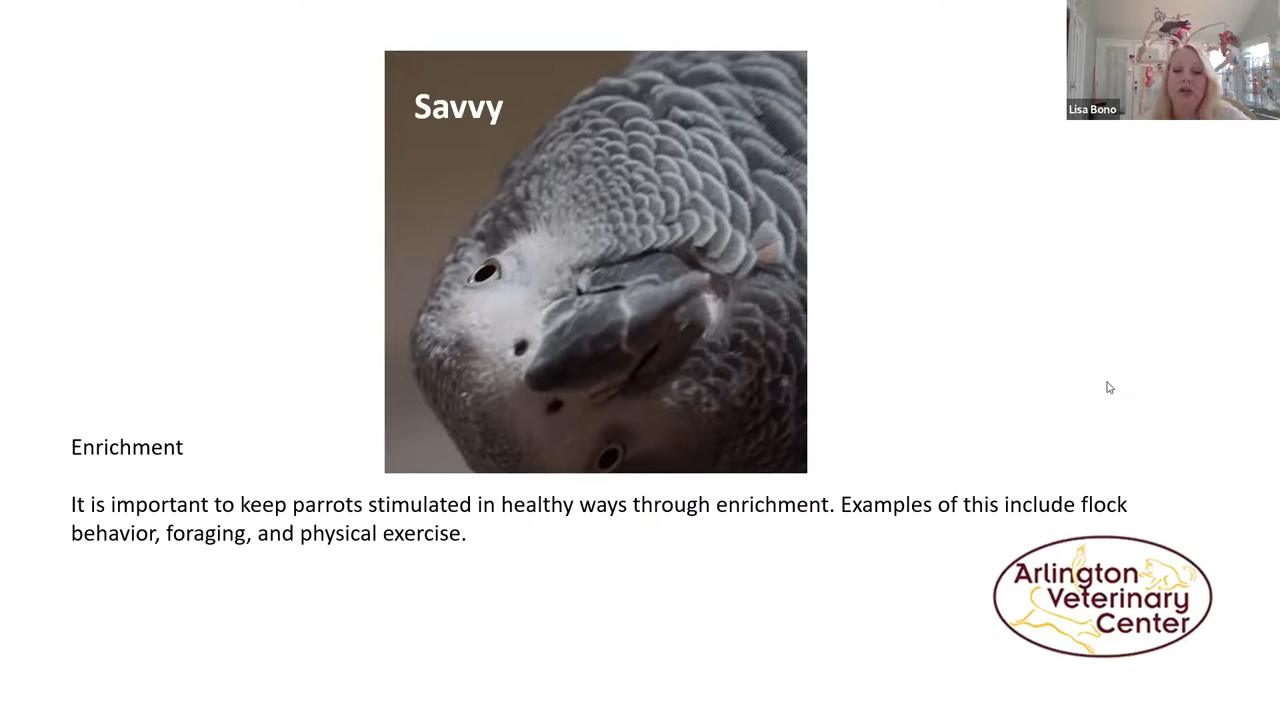 Savvy
Lisa Bono
Enrichment
It is important to keep parrots stimulated in healthy ways through enrichment. Examples of this include flock
behavior, foraging, and physical exercise.
Arlington
Veterinary
Center